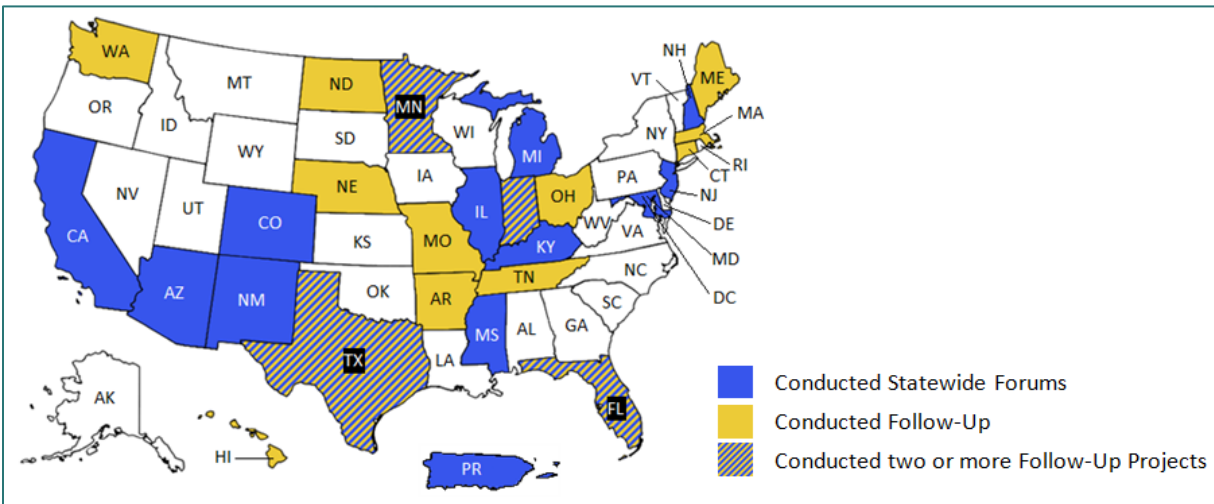 WA
MT
ND
MN
OR
ID
SD
WI
WY
NH
VT
ME
MA
NY
RI
CT
MI
IA
PA
NJ
NE
NV
UT
CO
IL
OH
DE
WV
VA
MD
CA
KS
MO
KY
DC
NC
TN
AZ
NM
OK
AR
SC
MS
AL
GA
TX
LA
FL
AK
HI
PR
Conducted Statewide Forums
Conducted Follow-Up
Conducted two or more Follow-Up Projects